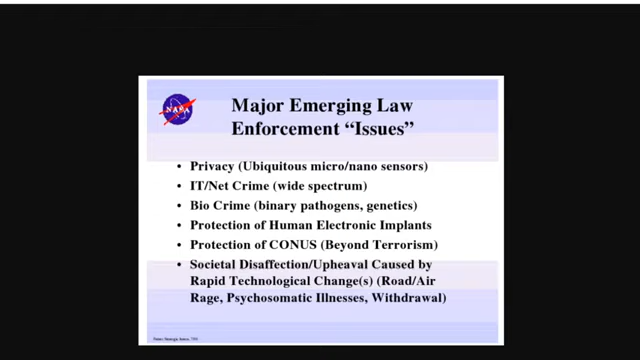 NASA
Major Emerging Law
Enforcement “Issues”
• Privacy (Ubiquitous micro/nano sensors)
• IT/Net Crime (wide spectrum)
• Bio Crime (binary pathogens, genetics)
• Protection of Human Electronic Implants
• Protection of CONUS (Beyond Terrorism)
• Societal Disaffection/Upheaval Caused by
Rapid Technological Change(s) (Road/Air
Rage, Psychosomatic Illnesses, Withdrawal)